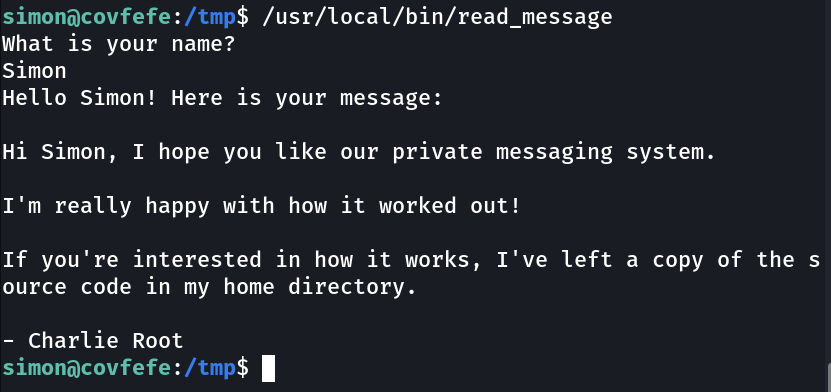 simon@covfefe:/tmp$ /usr/local/bin/read_message
What is your name?
Simon
Hello Simon! Here is your message:
Hi Simon, I hope you like our private messaging system.
I'm really happy with how it worked out!
If you're interested in how it works, I've left a copy of the s
ource code in my home directory.
- Charlie Root
simon@covfefe:/tmp$